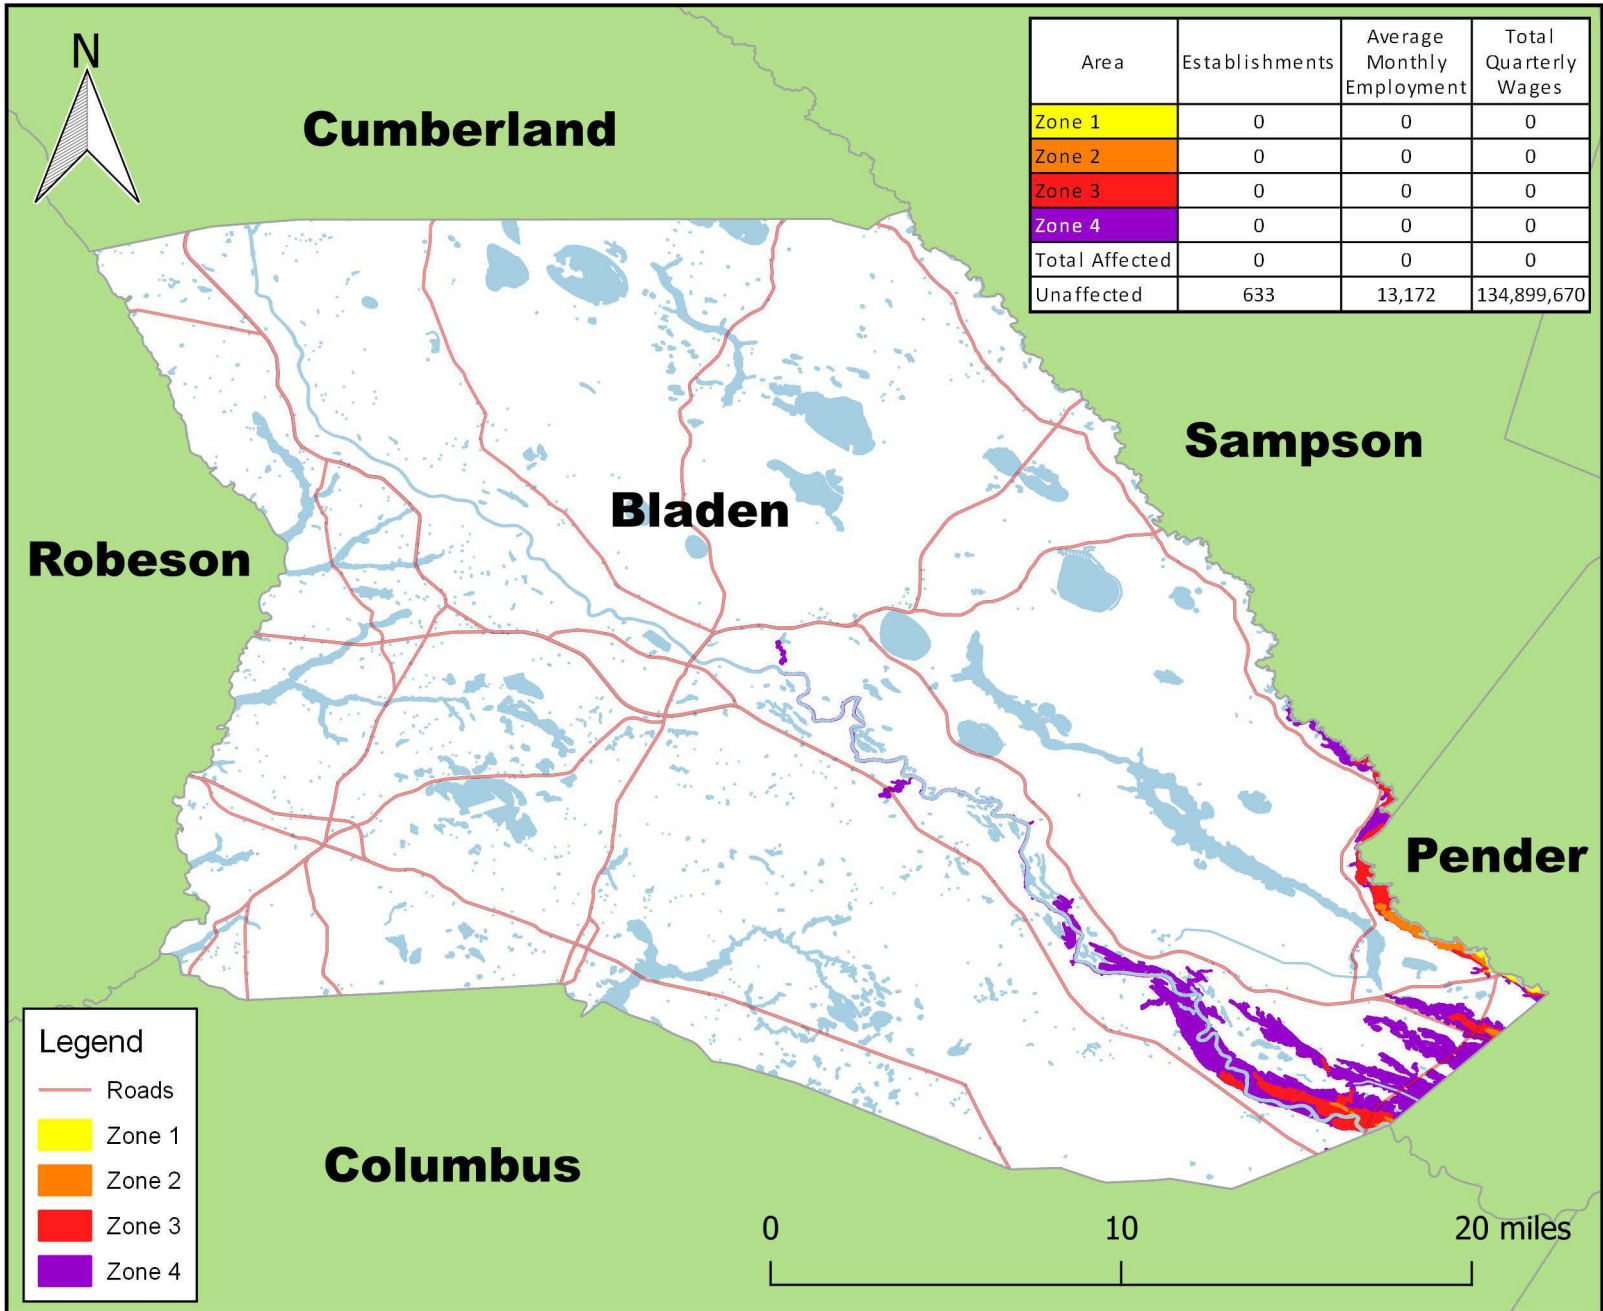 N
Cumberland
Area Establishments Average Monthly Employment Total Quarterly Wages
Zone 1 0 0 0
Zone 2 0 0 0
Zone 3 0 0 0
Zone 4 0 0 0
Total Affected 0 0 0
Unaffected 633 13,172 134,899,670
Sampson
Bladen
Robeson
Pender
Columbus
Legend
Roads
Zone 1
Zone 2
Zone 3
Zone 4
0 10 20 miles